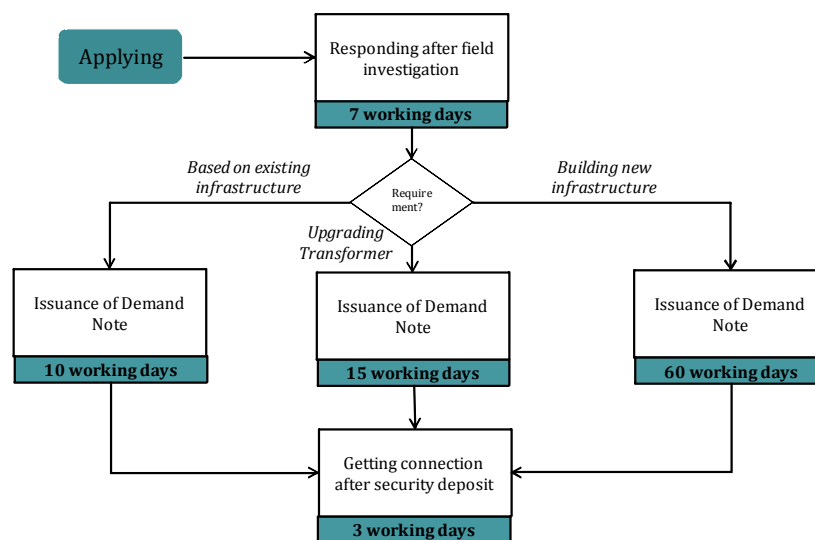 Applying
Responding after field
investigation
7 working days
Based on existing
infrastructure
Building new
infrastructure
Require
ment?
Upgrading
Transformer
Issuance of Demand
Note
10 working days
Issuance of Demand
Note
15 working days
Issuance of Demand
Note
60 working days
Getting connection
after security deposit
3 working days